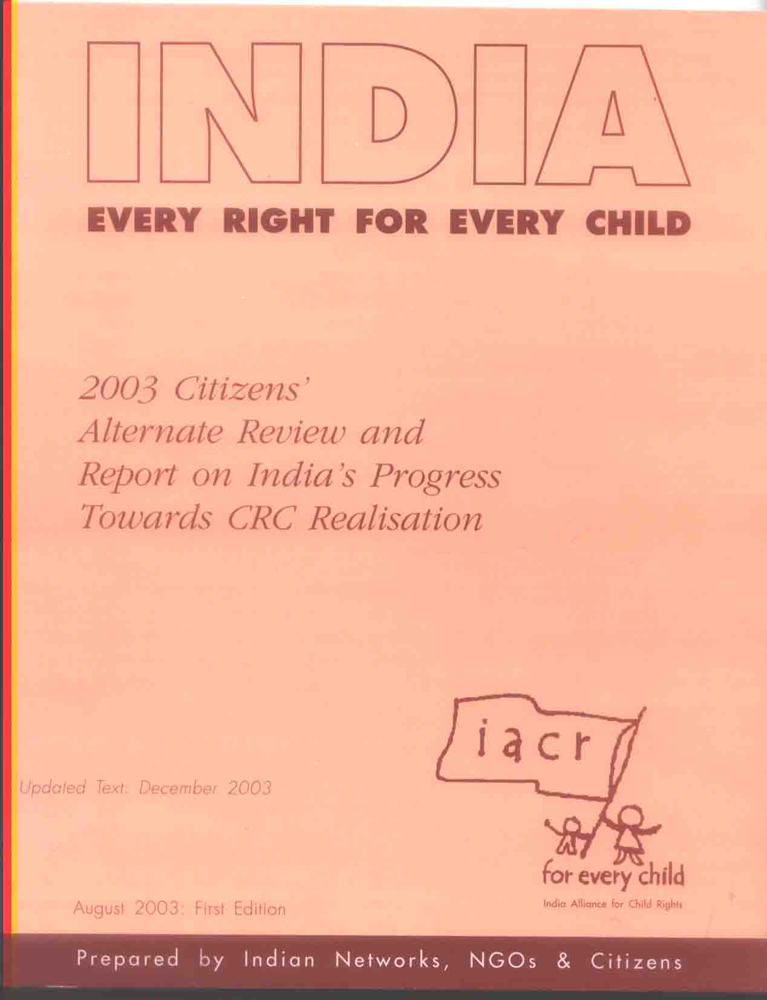 INDIA
EVERY RIGHT FOR EVERY CHILD
2003 Citizens'
Alternate Review and
Report on India's Progress
Towards CRC Realisation
iacr
Updated Text: December 2003
for every child
India Alliance for Child Rights
August 2003: First Edition
Prepared by Indian Networks, NGOs & Citizens